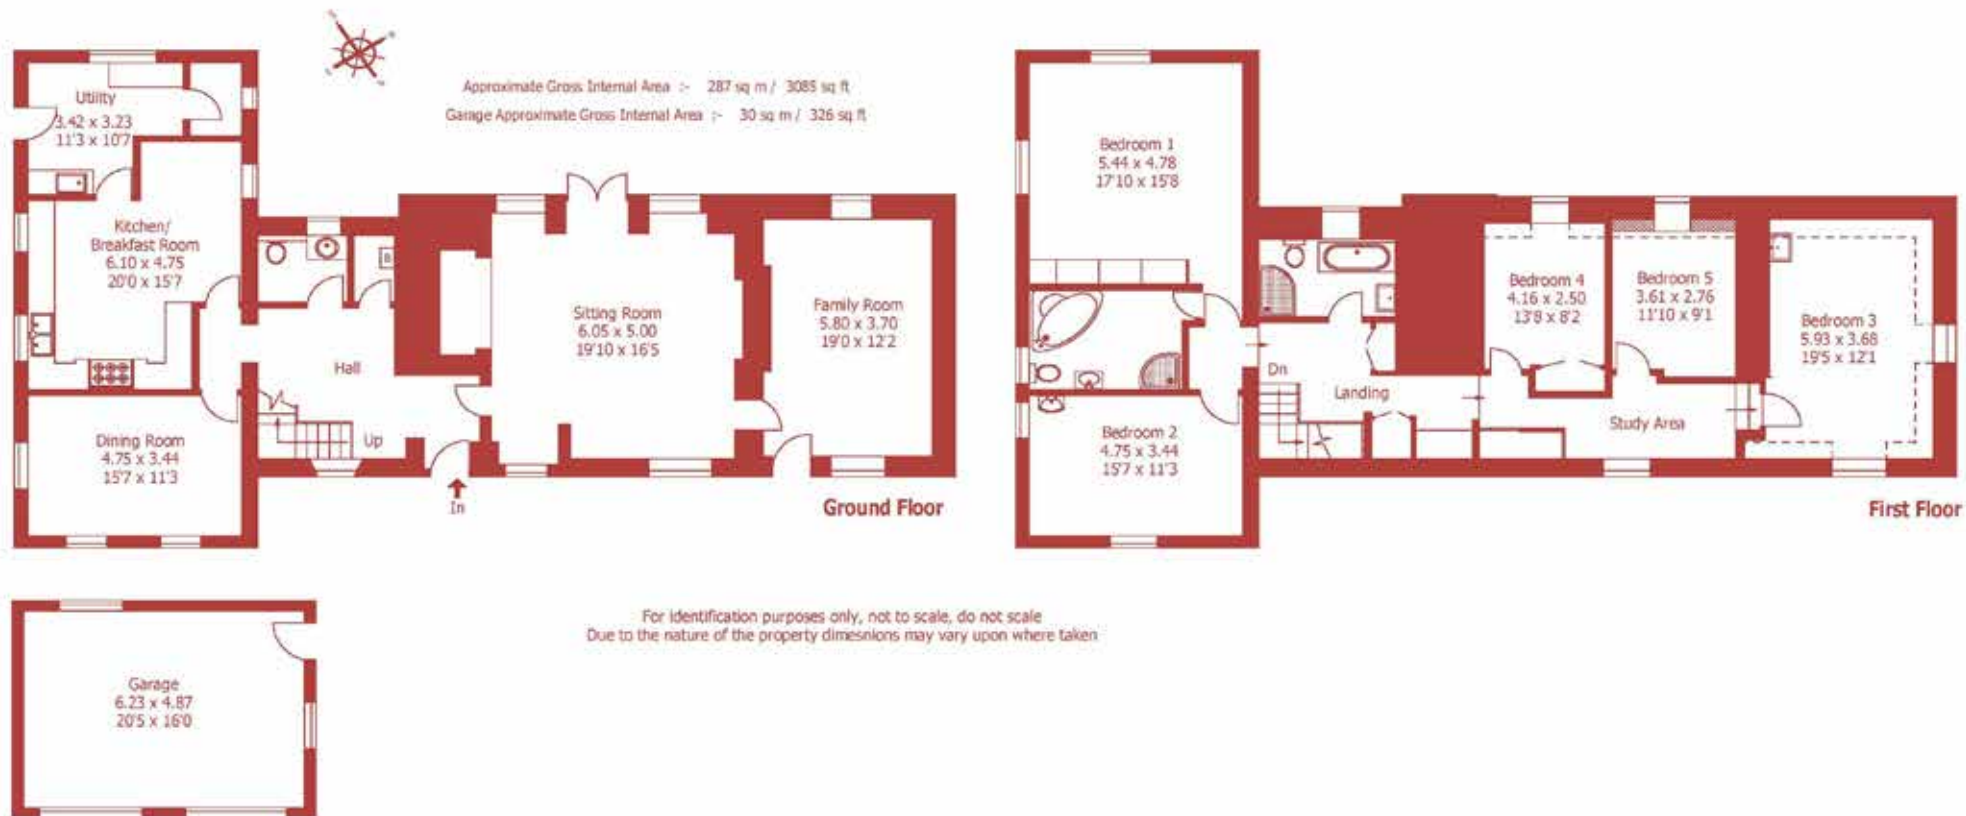 Approximate Gross Internal Area :- 287 sq m / 3085 sq ft
Garage Approximate Gross Internal Area :- 30 sq m / 326 sq ft
Utility
3.42 x 3.23
11'3 x 10'7
Kitchen/
Breakfast Room
6.10 x 4.75
20'0 x 15'7
Dining Room
4.75 x 3.44
15'7 x 11'3
Hall
Up
In
Sitting Room
6.05 x 5.00
19'10 x 16'5
Family Room
5.80 x 3.70
19'0 x 12'2
Ground Floor
Bedroom 1
5.44 x 4.78
17'10 x 15'8
Bedroom 2
4.75 x 3.44
15'7 x 11'3
Dn
Landing
Bedroom 4
4.16 x 2.50
13'8 x 8'2
Bedroom 5
3.61 x 2.76
11'10 x 9'1
Study Area
Bedroom 3
5.93 x 3.68
19'5 x 12'1
First Floor
Garage
6.23 x 4.87
20'5 x 16'0
For identification purposes only, not to scale, do not scale
Due to the nature of the property dimesnions may vary upon where taken